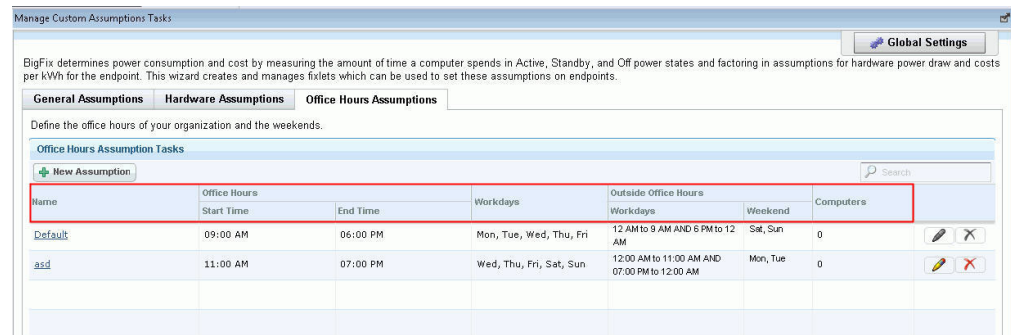 Manage Custom Assumptions Tasks
Global Settings
BigFix determines power consumption and cost by measuring the amount of time a computer spends in Active, Standby, and Off power states and factoring in assumptions for hardware power draw and costs
per kWh for the endpoint. This wizard creates and manages fixlets which can be used to set these assumptions on endpoints.
General Assumptions Hardware Assumptions Office Hours Assumptions
Define the office hours of your organization and the weekends.
Office Hours Assumption Tasks
New Assumption Search
Name Office Hours Workdays Outside Office Hours Computers
Start Time End Time Workdays Weekend
Default 09:00 AM 06:00 PM Mon, Tue, Wed, Thu, Fri 12 AM to 9 AM AND 6 PM to 12 Sat, Sun 0
AM
asd 11:00 AM 07:00 PM Wed, Thu, Fri, Sat, Sun 12:00 AM to 11:00 AM AND Mon, Tue 0
07:00 PM to 12:00 AM